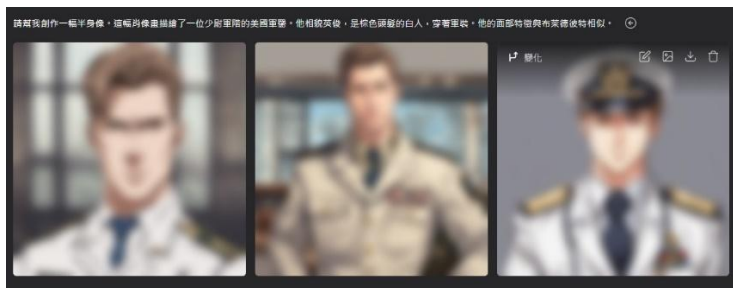 請幫我創作一幅半身像。這幅肖像畫描繪了一位少尉軍階的美國軍醫。他相貌英俊，是棕色頭髮的白人，穿著軍裝。他的面部特徵與布萊德彼特相似。
變化